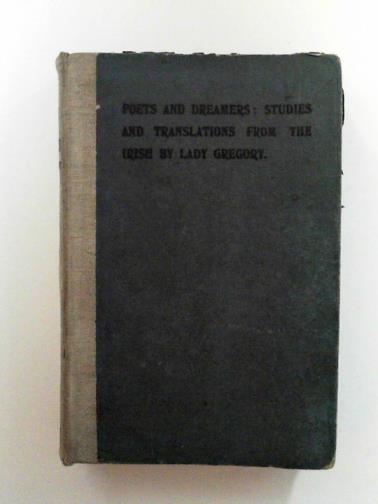 POETS AND DREAMERS: STUDIES
AND TRANSLATIONS FROM THE
IRISH BY LADY GREGORY.